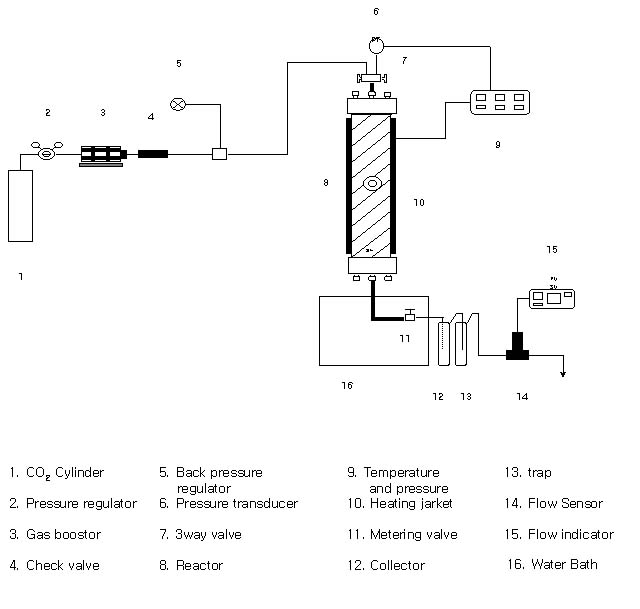 6
5
7
2
3
4
9
8
10
15
1
11
16
12
13
14
1. CO₂ Cylinder
2. Pressure regulator
3. Gas boostor
4. Check valve
5. Back pressure
regulator
6. Pressure transducer
7. 3way valve
8. Reactor
9. Temperature
and pressure
10. Heating jarket
11. Metering valve
12. Collector
13. trap
14. Flow Sensor
15. Flow indicator
16. Water Bath